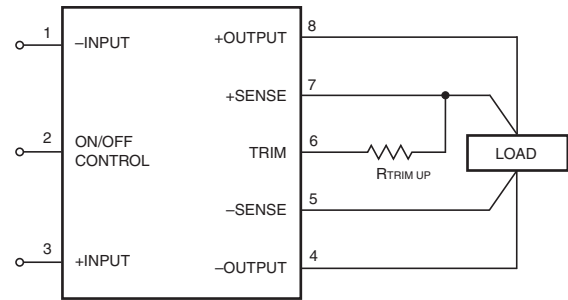 1
–INPUT
2
ON/OFF
CONTROL
3
+INPUT
+OUTPUT
8
+SENSE
7
TRIM
6
RTRIM UP
–SENSE
5
–OUTPUT
4
LOAD